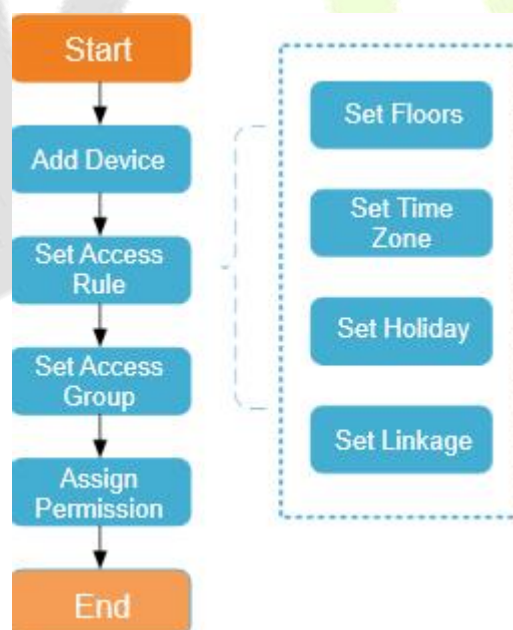 Start
Add Device
Set Access
Rule
Set Access
Group
Assign
Permission
End
Set Floors
Set Time
Zone
Set Holiday
Set Linkage